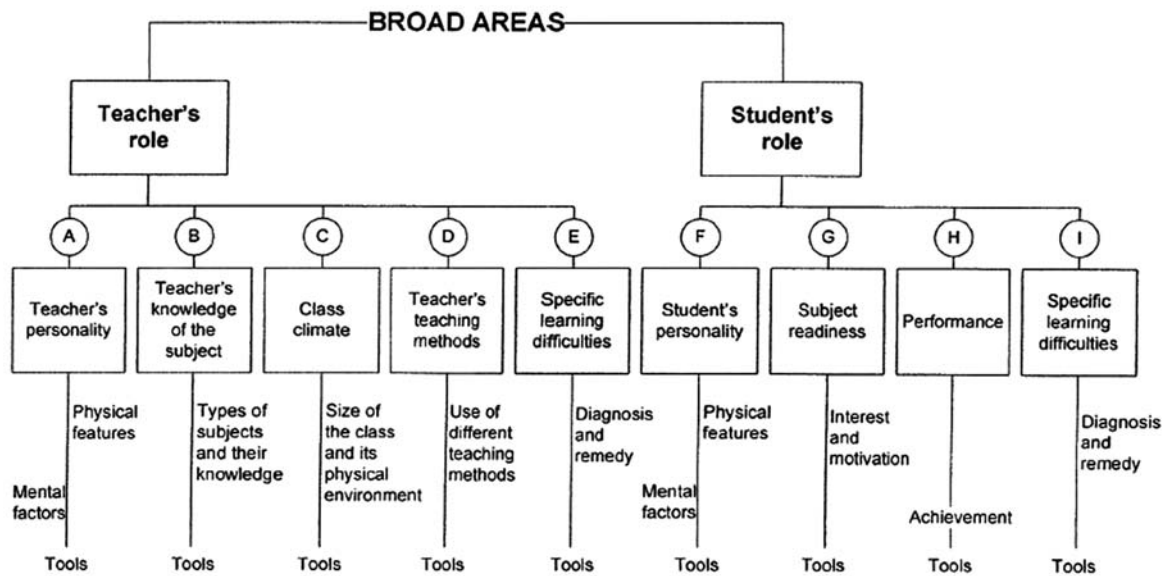 BROAD AREAS
Teacher's
role
Student's
role
A
B
C
D
E
F
G
H
I
Teacher's
personality
Teacher's
knowledge
of the
subject
Class
climate
Teacher's
teaching
methods
Specific
learning
difficulties
Student's
personality
Subject
readiness
Performance
Specific
learning
difficulties
Physical
features
Mental
factors
Types of
subjects
and their
knowledge
Size of
the class
and its
physical
environment
Use of
different
teaching
methods
Diagnosis
and
remedy
Physical
features
Mental
factors
Interest
and
motivation
Achievement
Diagnosis
and
remedy
Tools
Tools
Tools
Tools
Tools
Tools
Tools
Tools
Tools